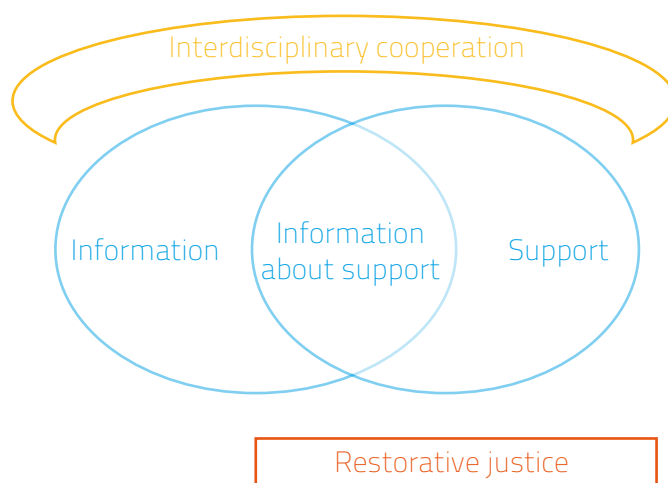 Interdisciplinary cooperation
Information
Information
about support
Support
Restorative justice